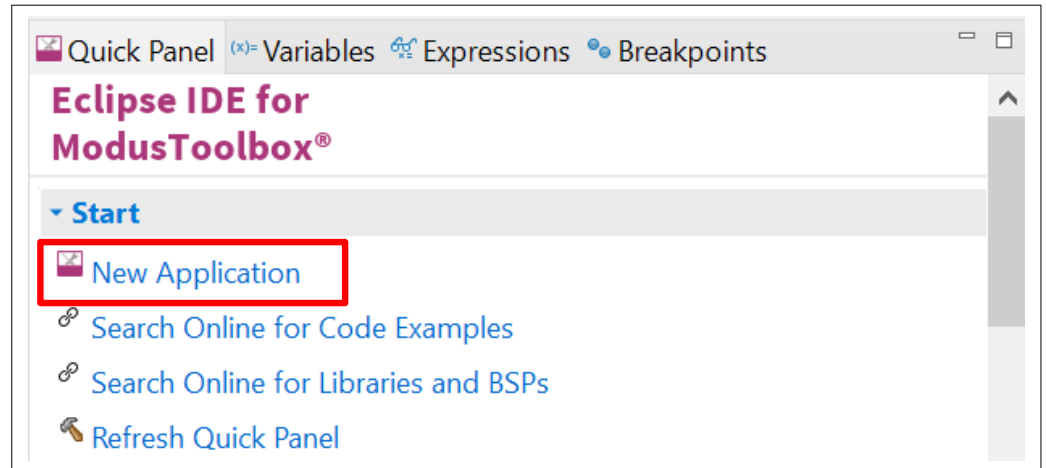 Quick Panel (x)= Variables Expressions Breakpoints
Eclipse IDE for
ModusToolbox®
Start
New Application
Search Online for Code Examples
Search Online for Libraries and BSPs
Refresh Quick Panel